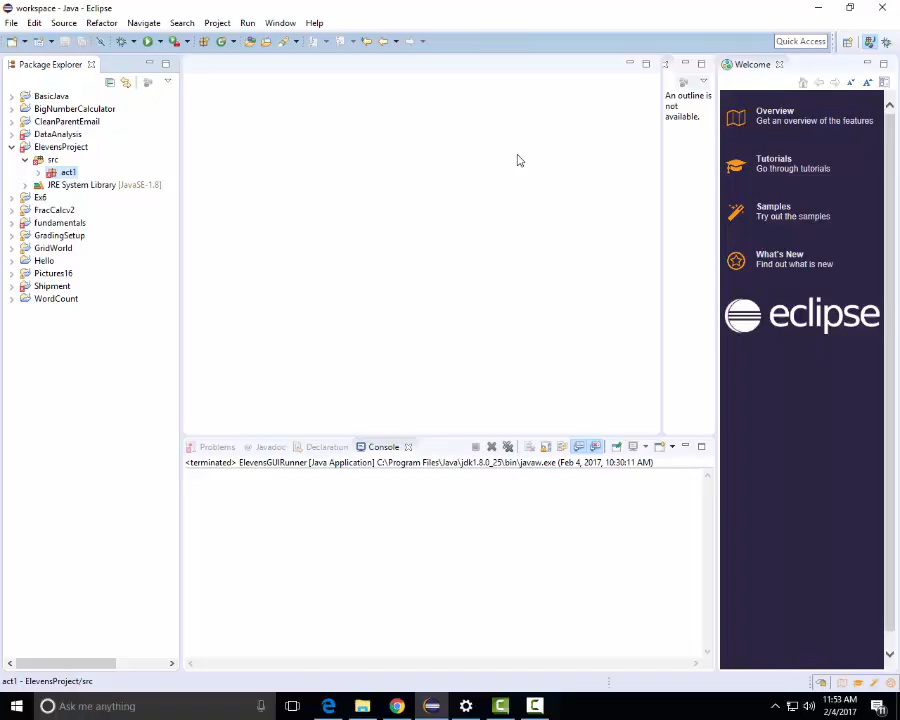 workspace - Java - Eclipse
File Edit Source Refactor Navigate Search Project Run Window Help
Quick Access
Package Explorer
BasicJava
BigNumberCalculator
CleanParentEmail
DataAnalysis
ElevensProject
src
act1
JRE System Library [JavaSE-1.8]
Ex6
FracCalcv2
fundamentals
GradingSetup
GridWorld
Hello
Pictures16
Shipment
WordCount
An outline is
not
available.
Welcome
Overview
Get an overview of the features
Tutorials
Go through tutorials
Samples
Try out the samples
What's New
Find out what is new
eclipse
Problems Javadoc Declaration Console
<terminated> ElevensGUIRunner [Java Application] C:\Program Files\Java\jdk1.8.0_25\bin\javaw.exe (Feb 4, 2017, 10:30:11 AM)
act1 - ElevensProject/src
Ask me anything
11:53 AM
2/4/2017
11